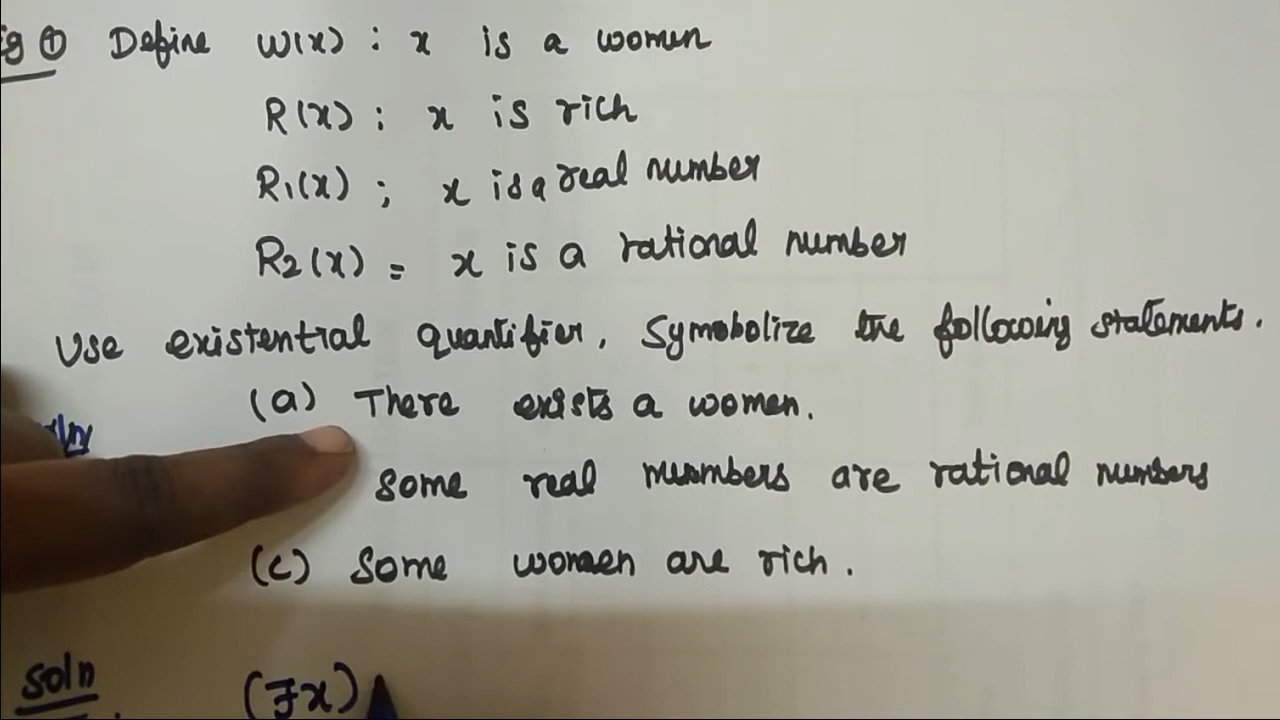 Eg ① Define W(x) : x is a women
R(x) : x is rich
R₁(x) ; x is a real number
R₂(x) = x is a rational number
Use existential quantifier, Symobolize the following statements.
(a) There exists a women.
Some real numbers are rational numbers
(c) Some women are rich.
Soln
(∃x)